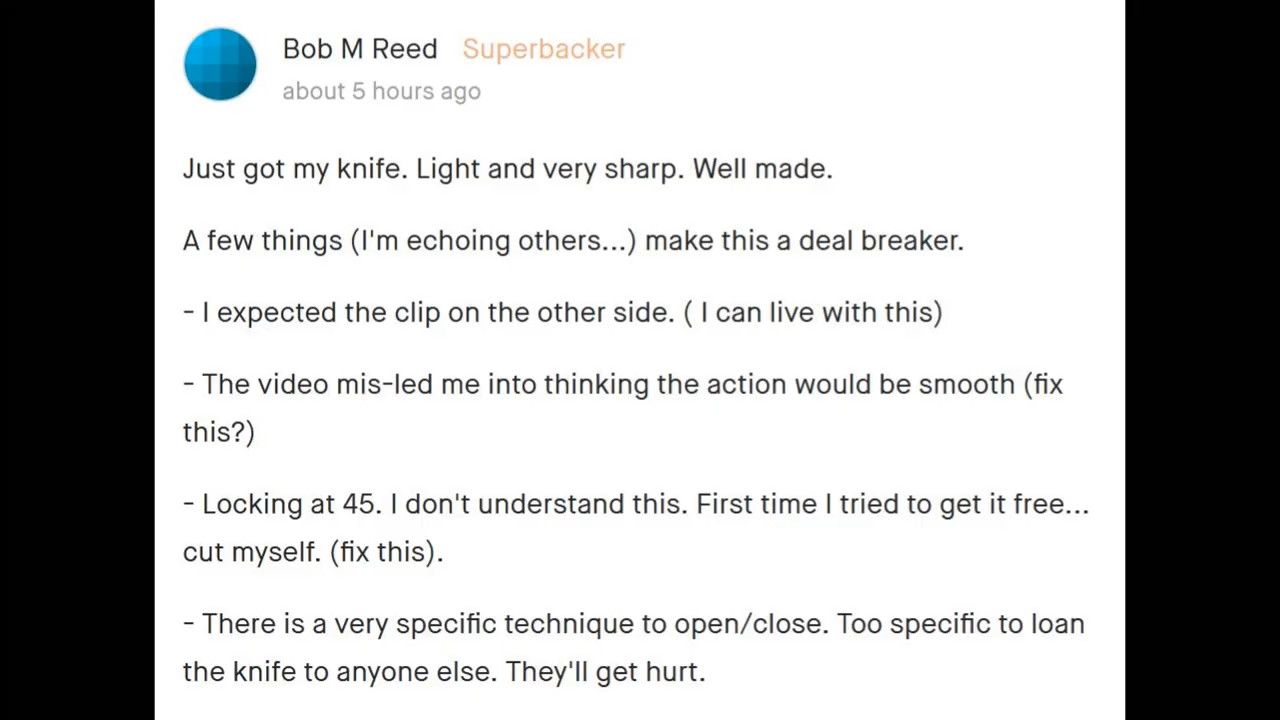 Bob M Reed Superbacker
about 5 hours ago
Just got my knife. Light and very sharp. Well made.
A few things (I'm echoing others...) make this a deal breaker.
- I expected the clip on the other side. ( I can live with this)
- The video mis-led me into thinking the action would be smooth (fix
this?)
- Locking at 45. I don't understand this. First time I tried to get it free...
cut myself. (fix this).
- There is a very specific technique to open/close. Too specific to loan
the knife to anyone else. They'll get hurt.